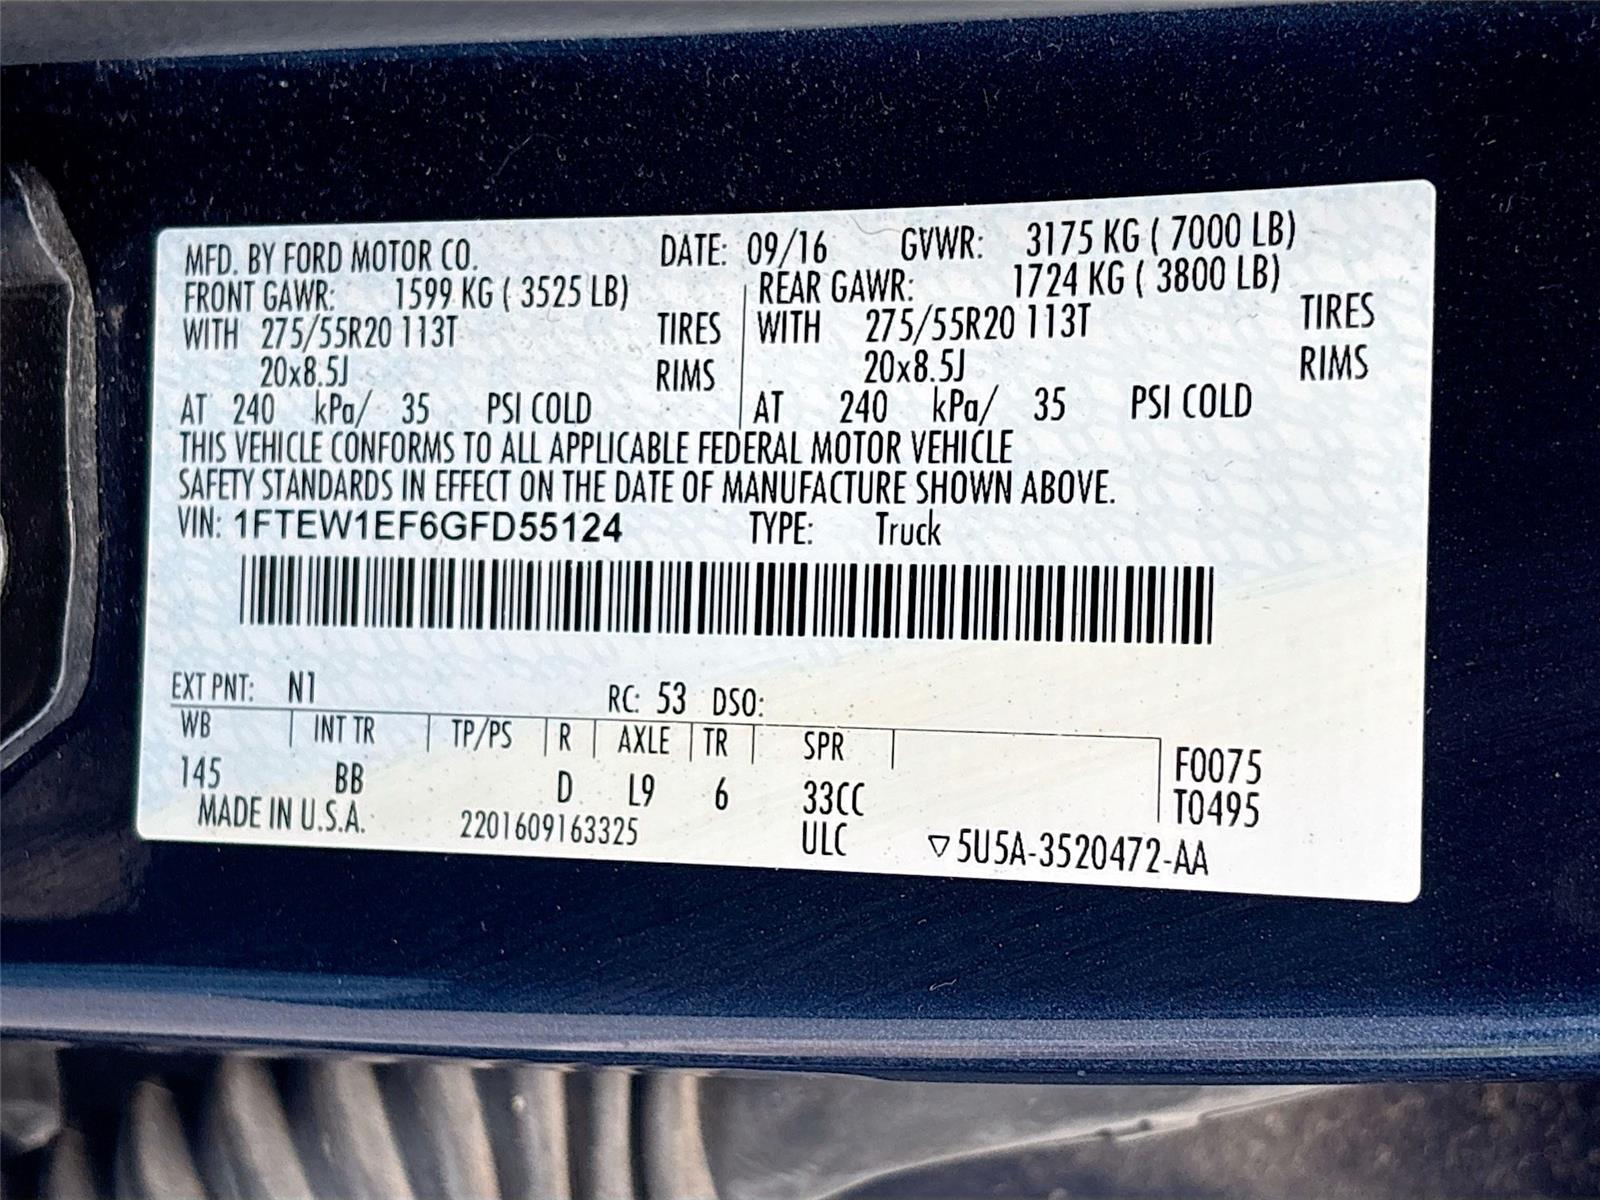 MFD. BY FORD MOTOR CO. DATE: 09/16 GVWR: 3175 KG ( 7000 LB)
FRONT GAWR: 1599 KG ( 3525 LB) REAR GAWR: 1724 KG ( 3800 LB)
WITH 275/55R20 113T TIRES WITH 275/55R20 113T TIRES
20x8.5J RIMS 20x8.5J RIMS
AT 240 kPa/ 35 PSI COLD AT 240 kPa/ 35 PSI COLD
THIS VEHICLE CONFORMS TO ALL APPLICABLE FEDERAL MOTOR VEHICLE
SAFETY STANDARDS IN EFFECT ON THE DATE OF MANUFACTURE SHOWN ABOVE.
VIN: 1FTEW1EF6GFD55124 TYPE: Truck
EXT PNT: N1 RC: 53 DSO:
WB INT TR TP/PS R AXLE TR SPR
145 BB D L9 6 33CC F0075
ULC T0495
MADE IN U.S.A. 2201609163325 ▽5U5A-3520472-AA